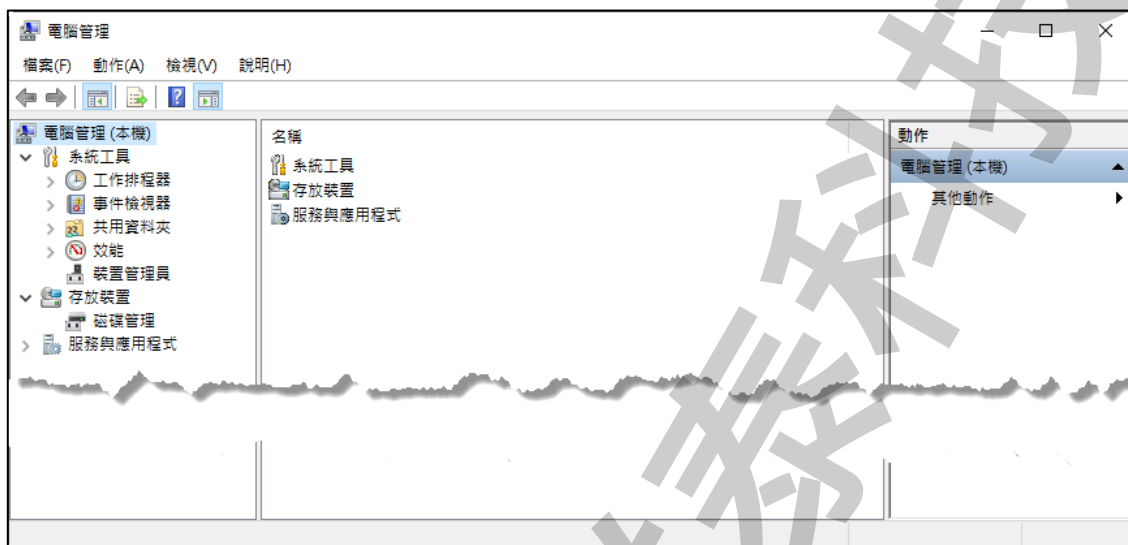 電腦管理
檔案(F) 動作(A) 檢視(V) 說明(H)
電腦管理 (本機)
系統工具
工作排程器
事件檢視器
共用資料夾
效能
裝置管理員
存放裝置
磁碟管理
服務與應用程式
名稱
系統工具
存放裝置
服務與應用程式
動作
電腦管理 (本機)
其他動作
泰科技